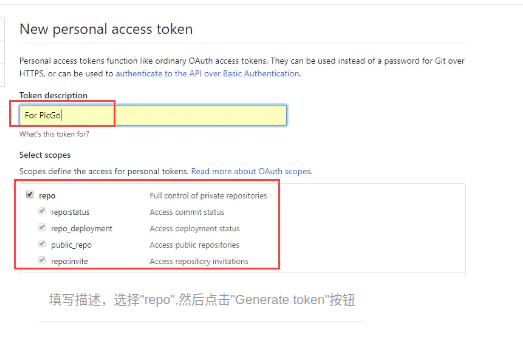 New personal access token
Personal access tokens function like ordinary OAuth access tokens. They can be used instead of a password for Git over
HTTPS, or can be used to authenticate to the API over Basic Authentication.
Token description
For PicGo
What's this token for?
Select scopes
Scopes define the access for personal tokens. Read more about OAuth scopes.
repo Full control of private repositories
repo:status Access commit status
repo_deployment Access deployment status
public_repo Access public repositories
repo:invite Access repository invitations
填写描述，选择"repo",然后点击"Generate token"按钮